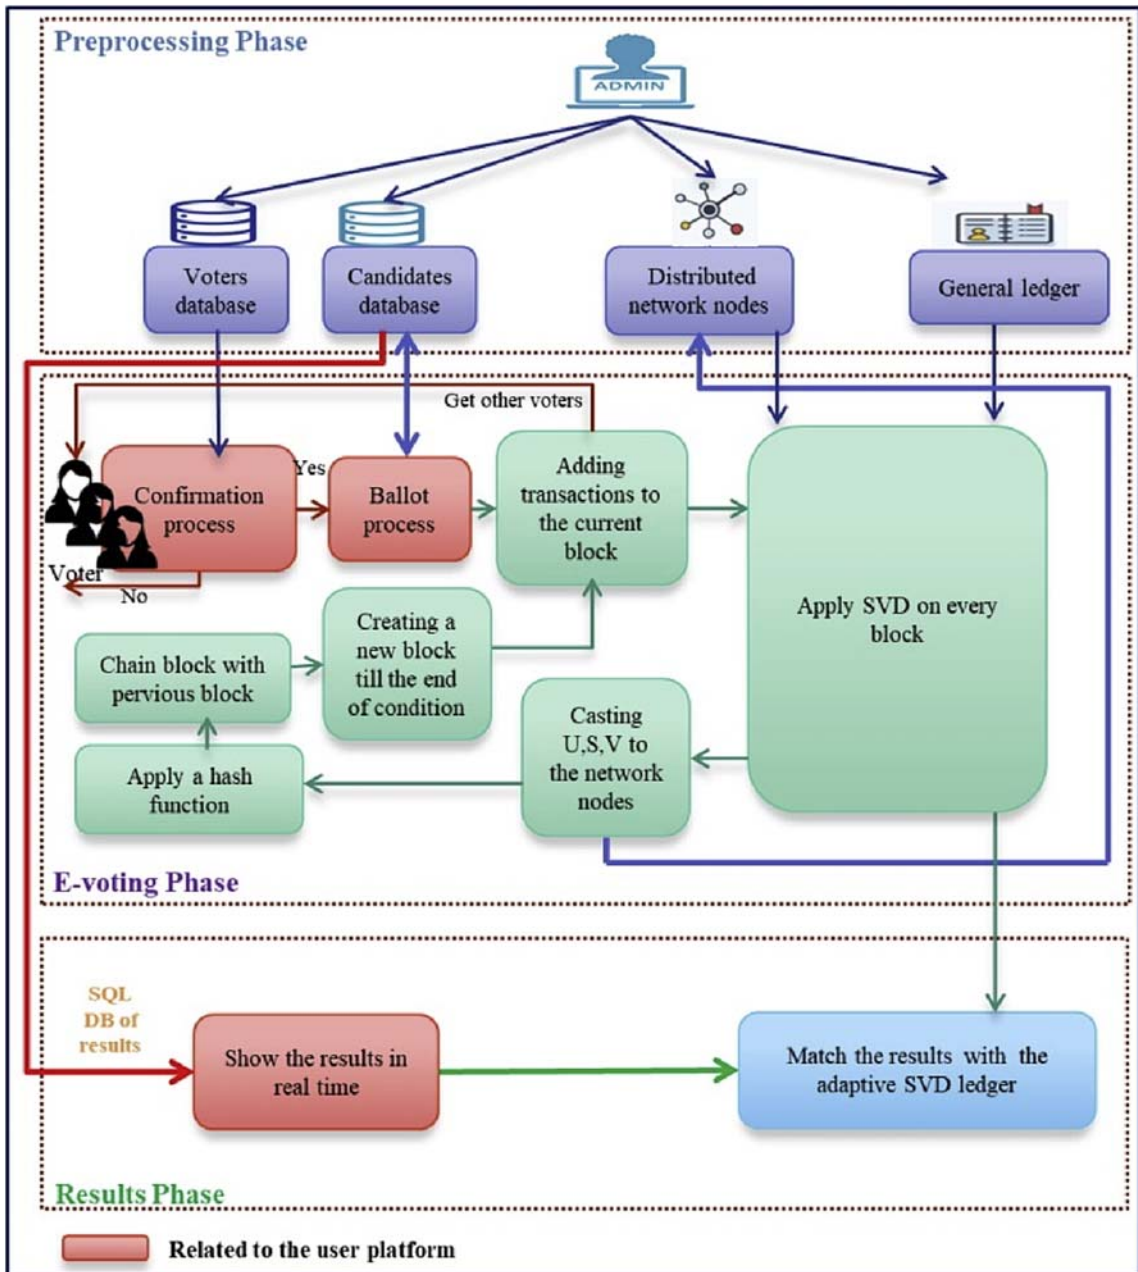 Preprocessing Phase
ADMIN
Voters
database
Candidates
database
Distributed
network nodes
General ledger
Get other voters
Confirmation
process
Yes
Ballot
process
Adding
transactions to
the current
block
Voter
No
Apply SVD on every
block
Creating a
new block
till the end
of condition
Chain block with
pervious block
Casting
U,S,V to
the network
nodes
Apply a hash
function
E-voting Phase
SQL
DB of
results
Show the results in
real time
Match the results with the
adaptive SVD ledger
Results Phase
Related to the user platform